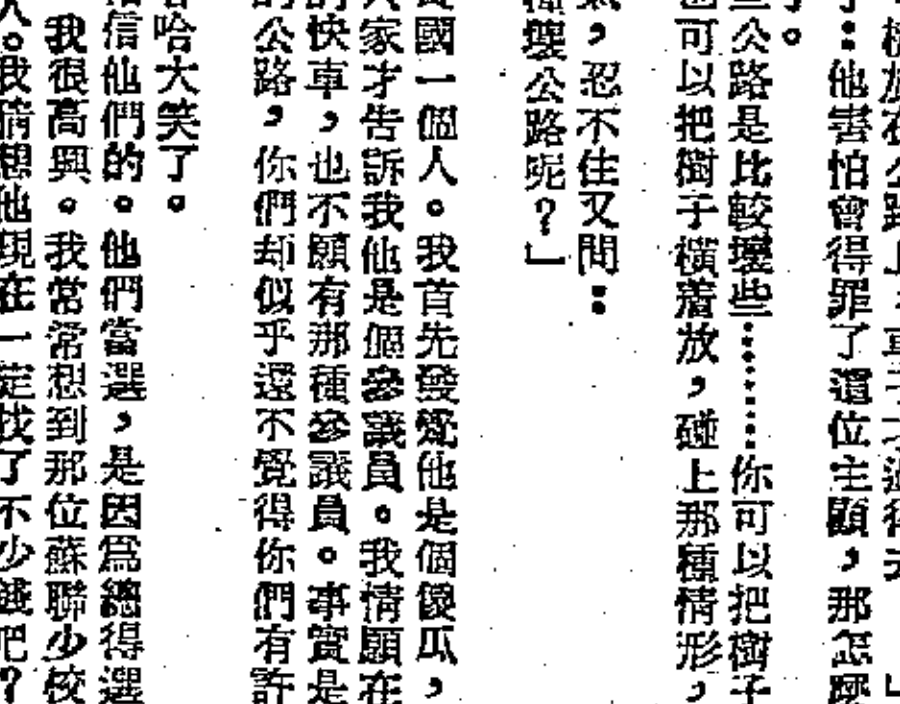 橫放在公路上，車子才過得去
：他害怕會得罪了這位主顧，那怎麼
。
些公路是比較壞些………你可以把樹子
也可以把樹子橫着放，碰上那種情形，
，忍不住又問：
種壞公路呢？」
國一個人。我首先發覺他是個傻瓜，
人家才告訴我他是個參議員。我情願在
的快車，也不願有那種參議員。事實是
的公路，你們却似乎還不覺得你們有許
哈大笑了。
信他們的。他們當選，是因爲總得選
我很高興。我常常想到那位蘇聯少校
人。我猜想他現在一定找了不少錢吧？